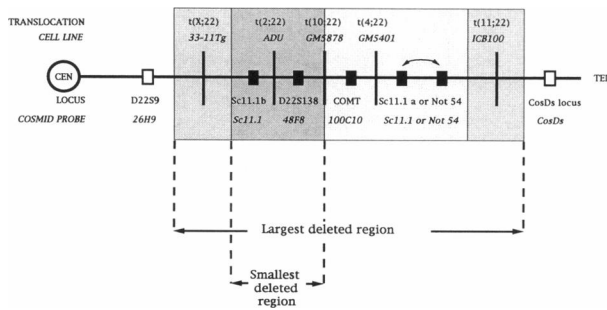 TRANSLOCATION t(X;22) t(2;22) t(10;22) t(4;22) t(11;22)
CELL LINE 33-11Tg ADU GM5878 GM5401 ICB100
CEN TEL
LOCUS D22S9 Sc11.1b D22S138 COMT Sc11.1 a or Not 54 CosDs locus
COSMID PROBE 26H9 Sc11.1 48F8 100C10 Sc11.1 or Not 54 CosDs
Largest deleted region
Smallest
deleted
region